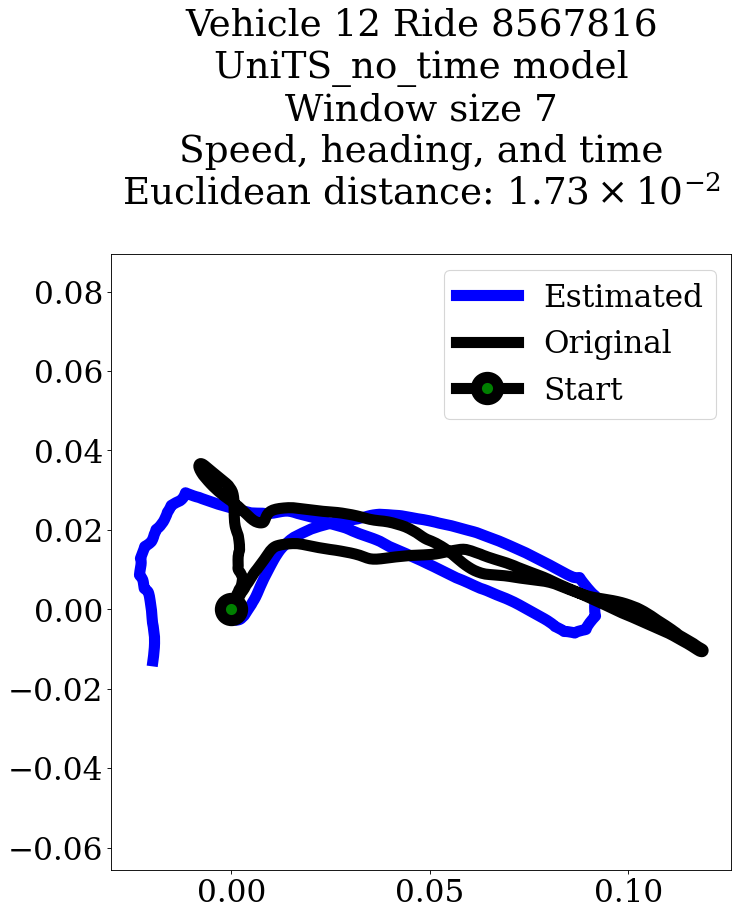 Vehicle 12 Ride 8567816
UniTS_no_time model
Window size 7
Speed, heading, and time
Euclidean distance: 1.73 × 10⁻²
Estimated
Original
Start
0.08
0.06
0.04
0.02
0.00
−0.02
−0.04
−0.06
0.00 0.05 0.10